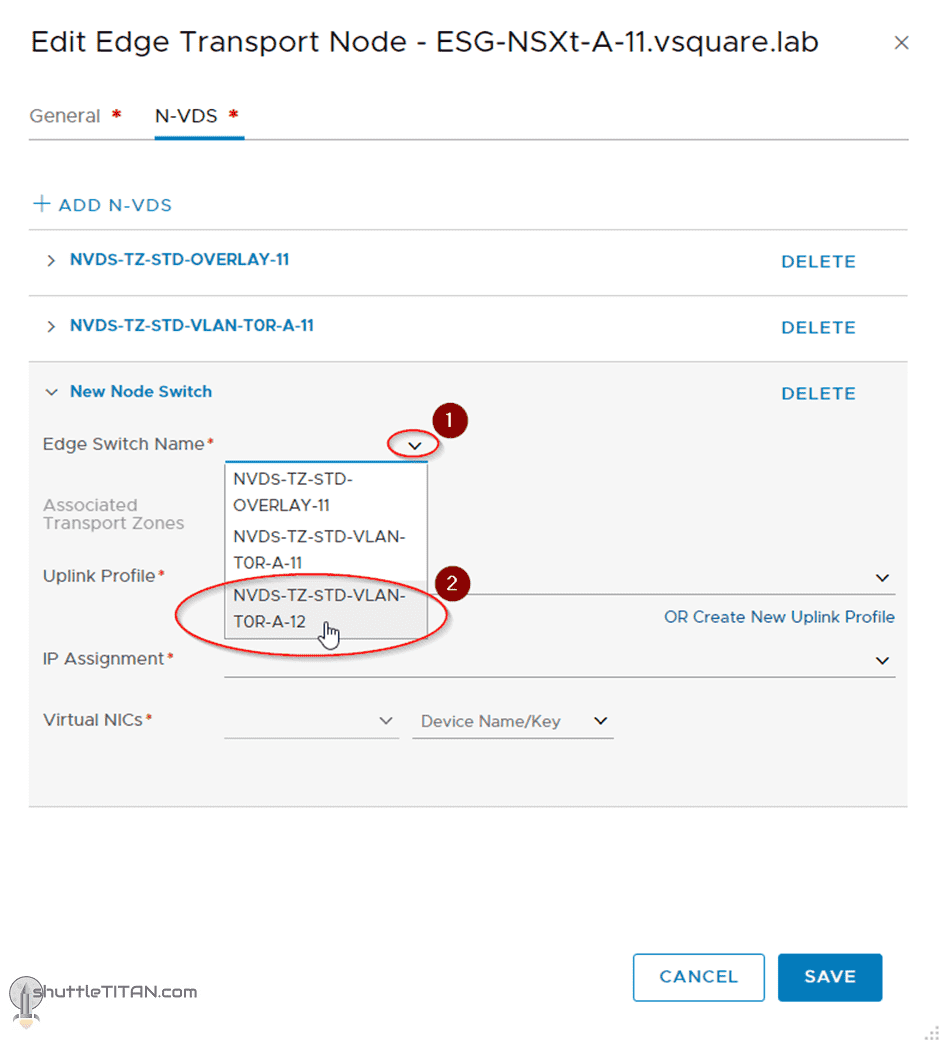 Edit Edge Transport Node - ESG-NSXt-A-11.vsquare.lab
General *
N-VDS *
+ ADD N-VDS
NVDS-TZ-STD-OVERLAY-11
DELETE
NVDS-TZ-STD-VLAN-T0R-A-11
DELETE
New Node Switch
DELETE
1
Edge Switch Name*
NVDS-TZ-STD-
OVERLAY-11
Associated
Transport Zones
NVDS-TZ-STD-VLAN-
T0R-A-11
Uplink Profile*
2
NVDS-TZ-STD-VLAN-
T0R-A-12
OR Create New Uplink Profile
IP Assignment*
Virtual NICs*
Device Name/Key
CANCEL
SAVE
shuttleTITAN.com